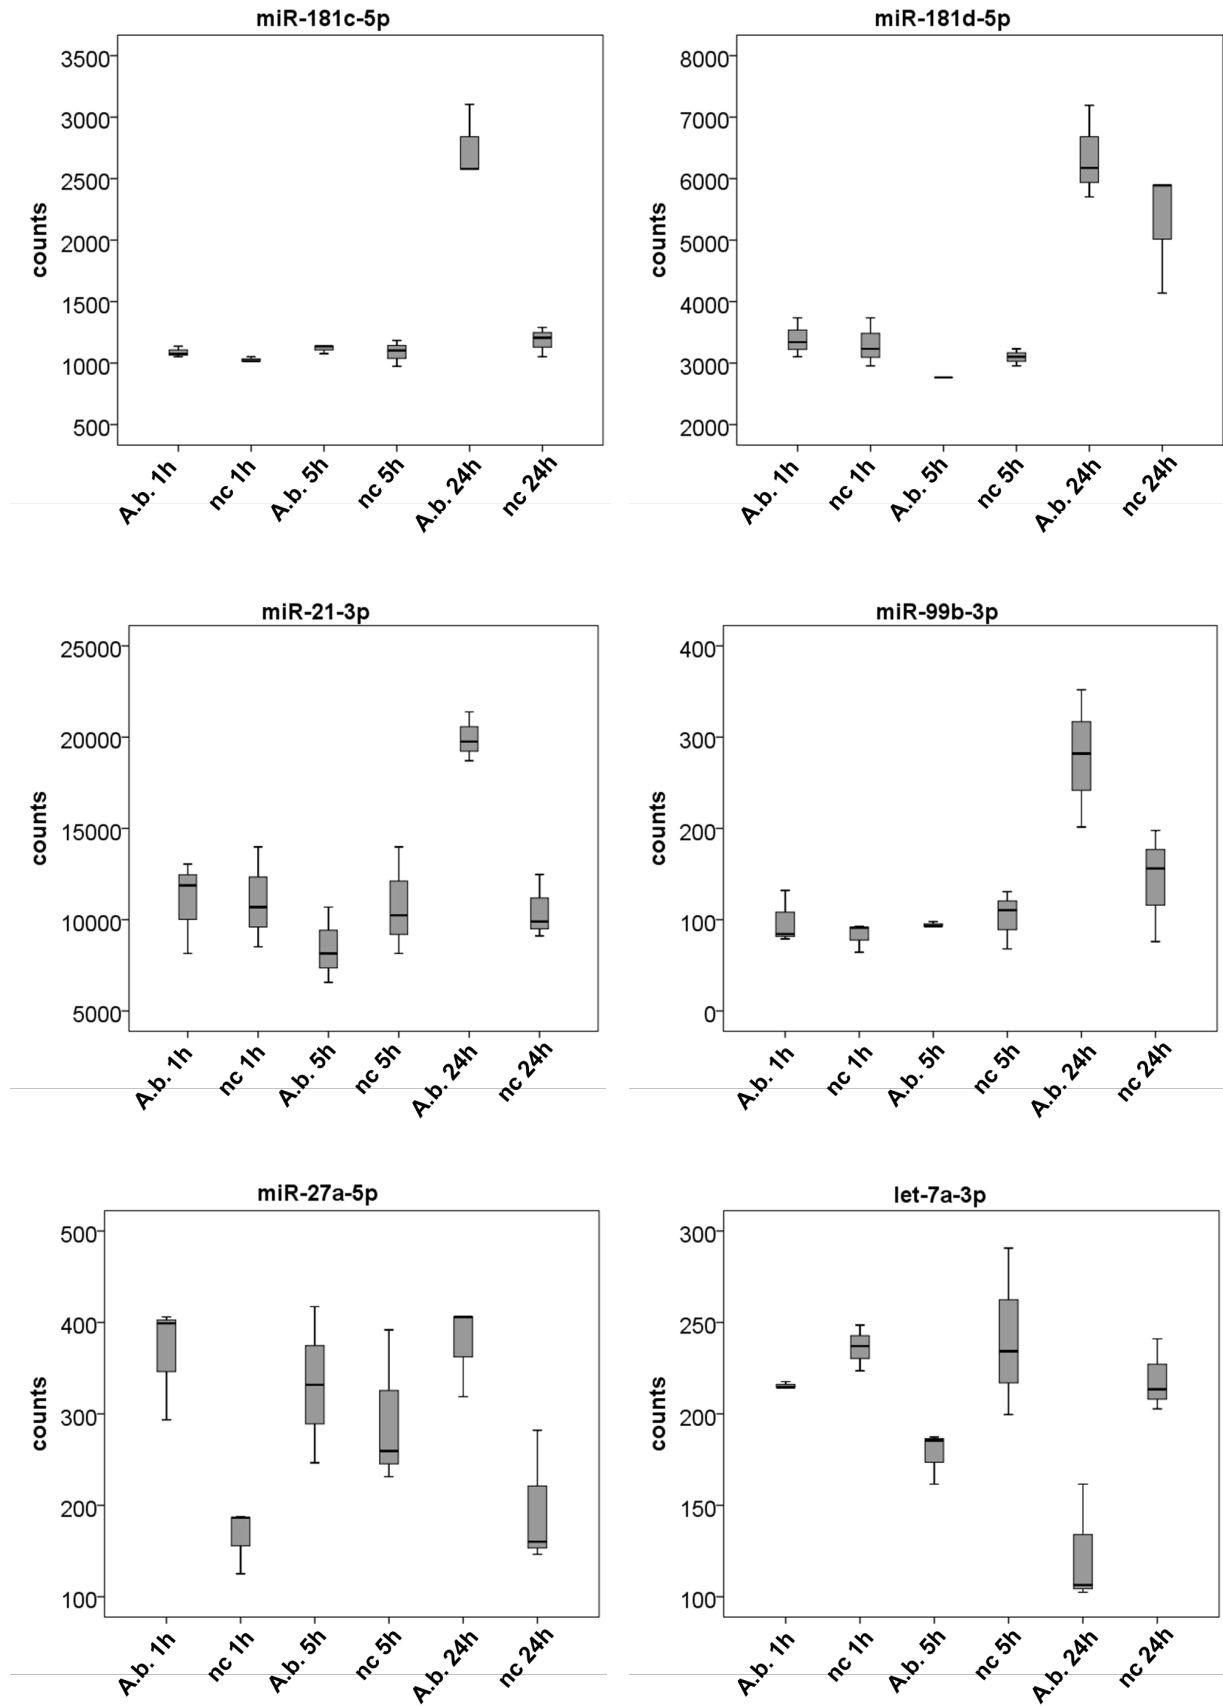 miR-181c-5p
counts
3500
3000
2500
2000
1500
1000
500
A.b. 1h
nc 1h
A.b. 5h
nc 5h
A.b. 24h
nc 24h
miR-181d-5p
counts
8000
7000
6000
5000
4000
3000
2000
A.b. 1h
nc 1h
A.b. 5h
nc 5h
A.b. 24h
nc 24h
miR-21-3p
counts
25000
20000
15000
10000
5000
A.b. 1h
nc 1h
A.b. 5h
nc 5h
A.b. 24h
nc 24h
miR-99b-3p
counts
400
300
200
100
0
A.b. 1h
nc 1h
A.b. 5h
nc 5h
A.b. 24h
nc 24h
miR-27a-5p
counts
500
400
300
200
100
A.b. 1h
nc 1h
A.b. 5h
nc 5h
A.b. 24h
nc 24h
let-7a-3p
counts
300
250
200
150
100
A.b. 1h
nc 1h
A.b. 5h
nc 5h
A.b. 24h
nc 24h